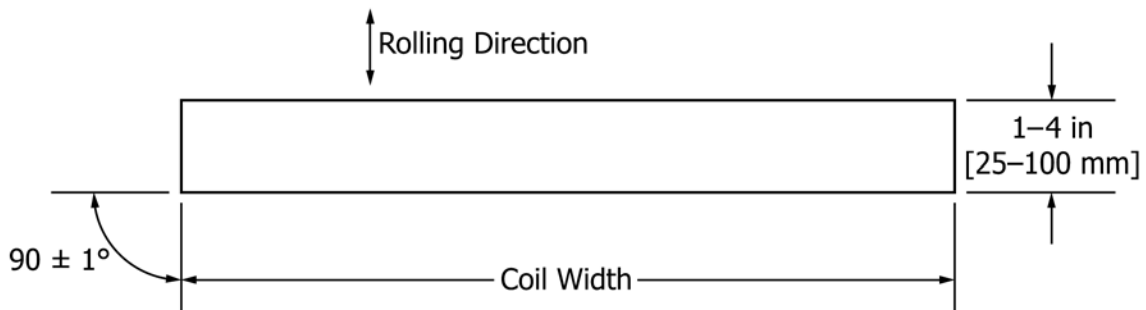 Rolling Direction
1–4 in
[25–100 mm]
90 ± 1°
Coil Width